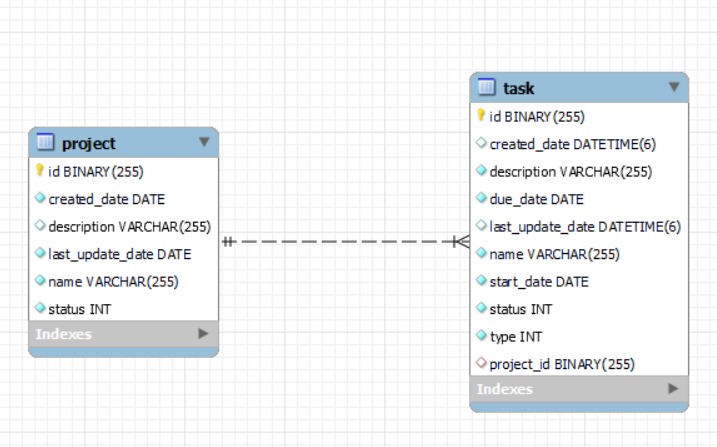 project
id BINARY(255)
created_date DATE
description VARCHAR(255)
last_update_date DATE
name VARCHAR(255)
status INT
Indexes
task
id BINARY(255)
created_date DATETIME(6)
description VARCHAR(255)
due_date DATE
last_update_date DATETIME(6)
name VARCHAR(255)
start_date DATE
status INT
type INT
project_id BINARY(255)
Indexes